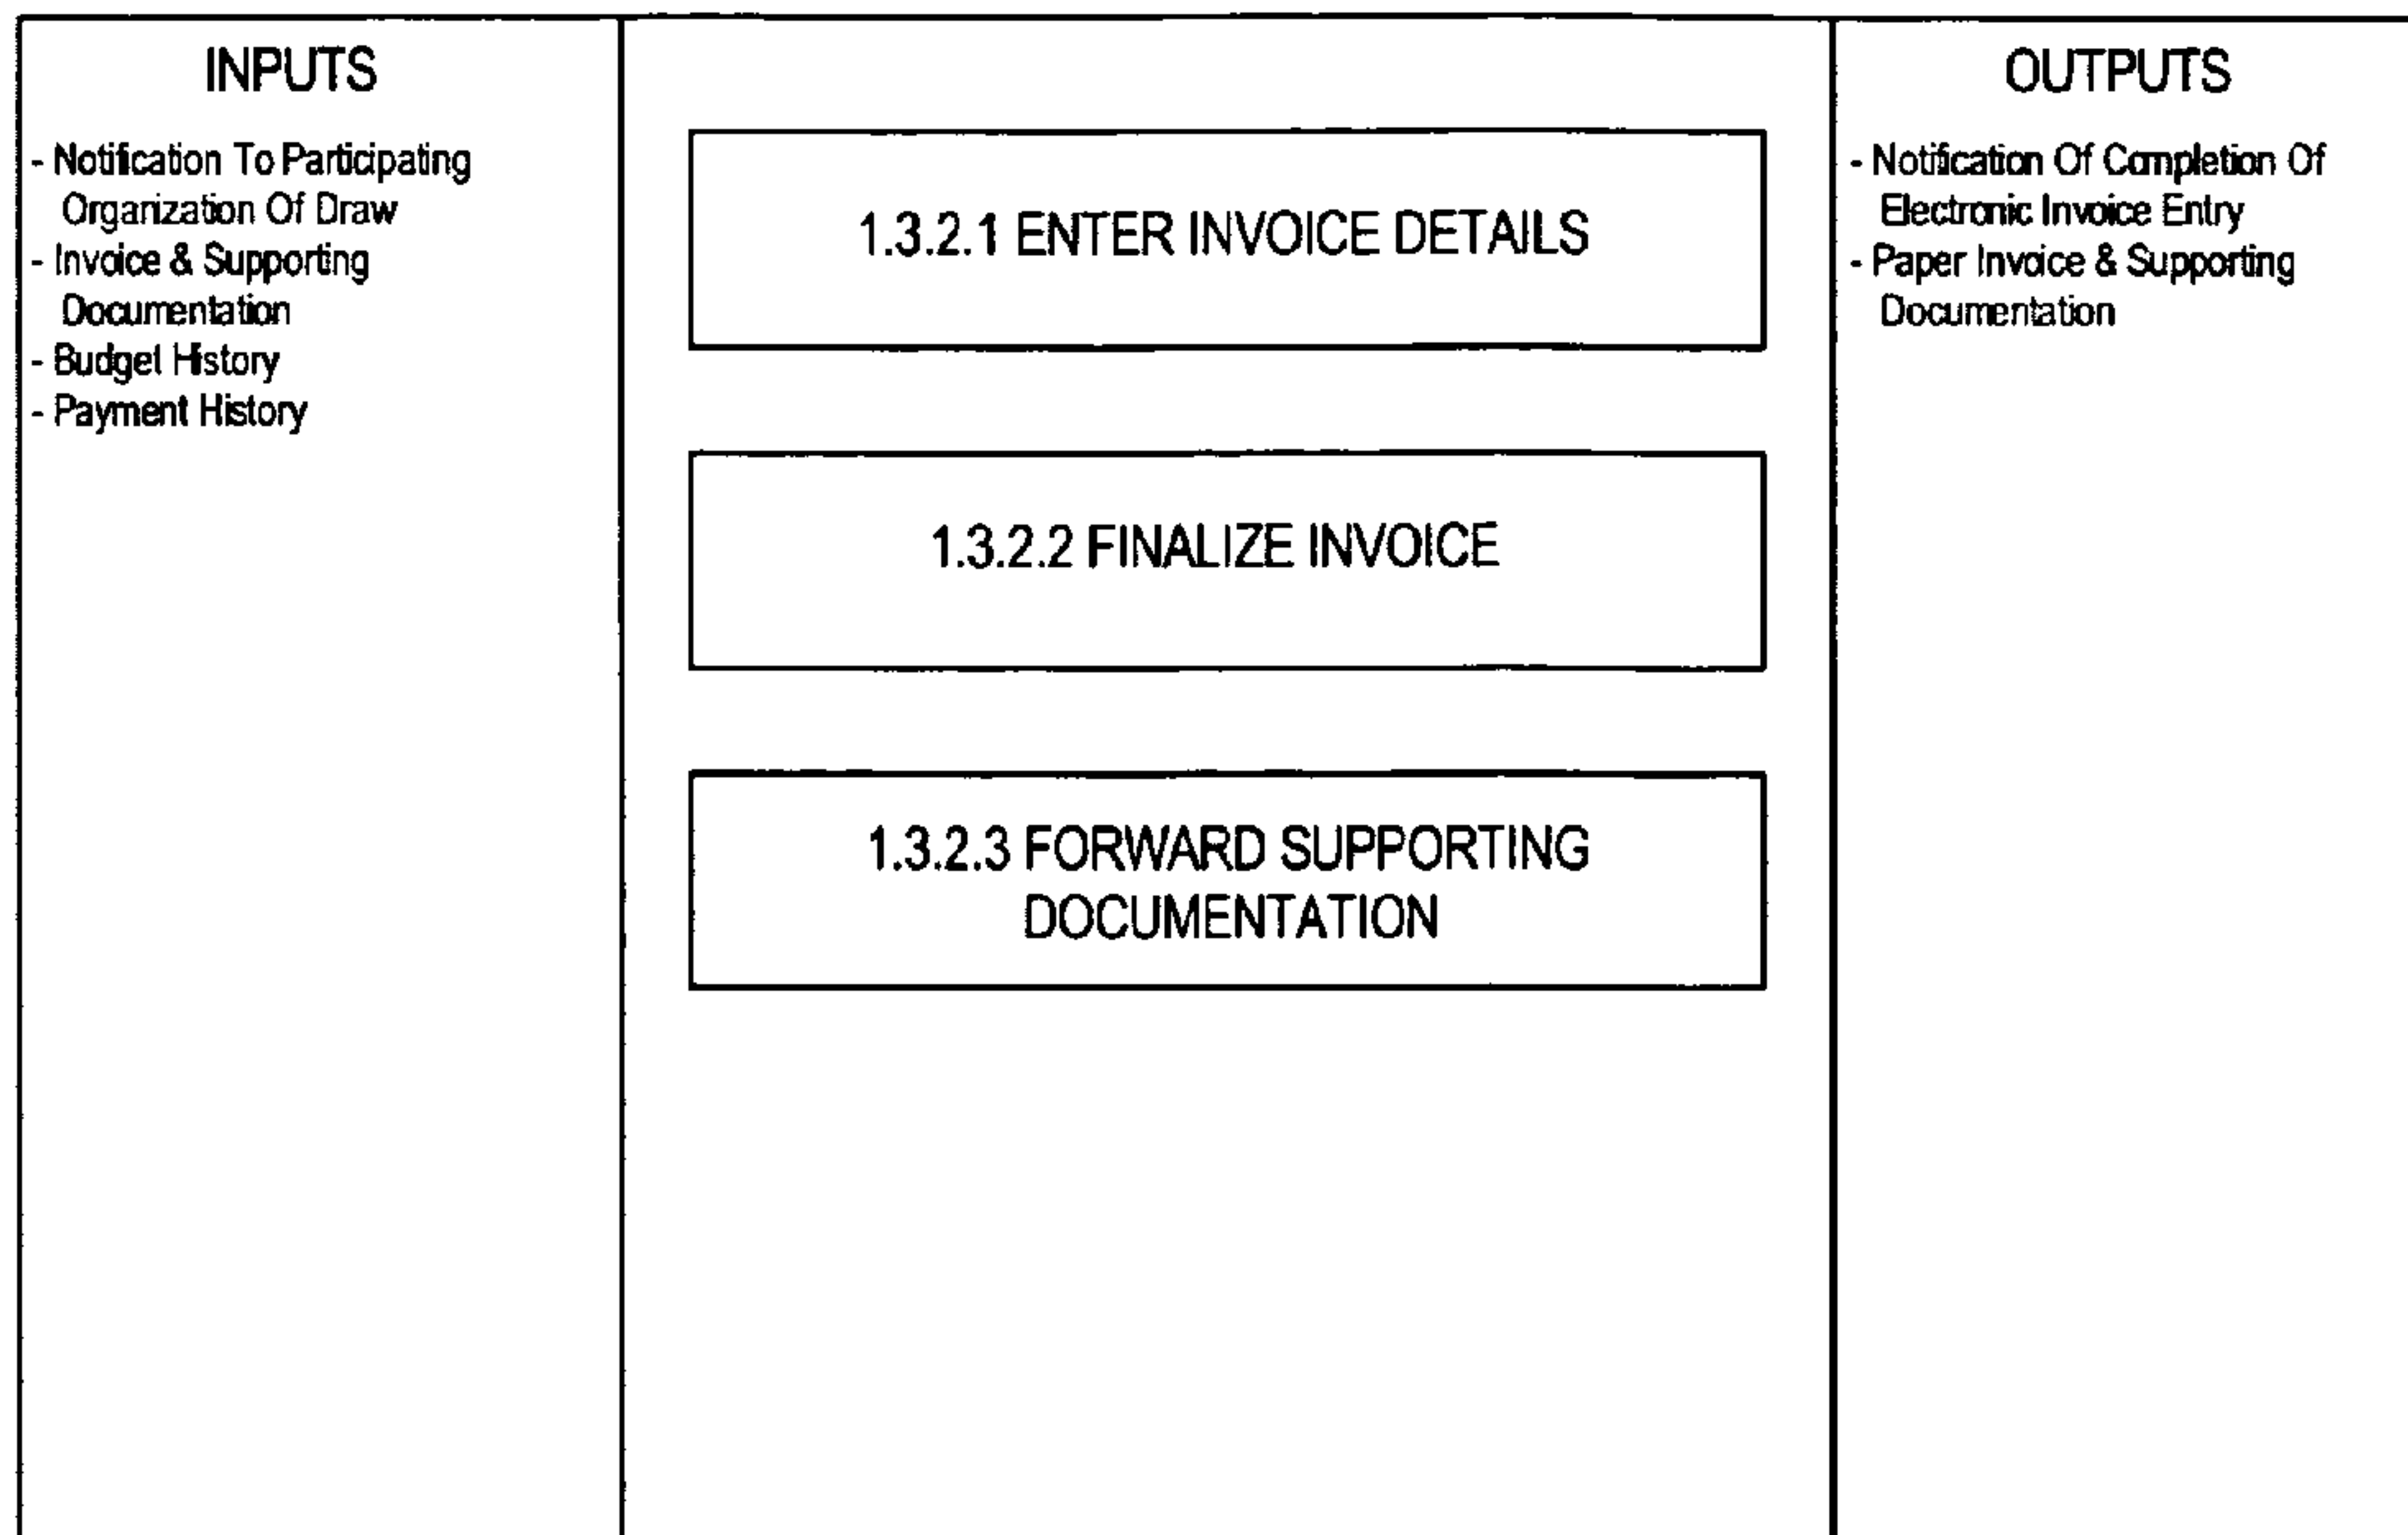 INPUTS
- Notification To Participating
Organization Of Draw
- Invoice & Supporting
Documentation
- Budget History
- Payment History
1.3.2.1 ENTER INVOICE DETAILS
1.3.2.2 FINALIZE INVOICE
1.3.2.3 FORWARD SUPPORTING
DOCUMENTATION
OUTPUTS
- Notification Of Completion Of
Electronic Invoice Entry
- Paper Invoice & Supporting
Documentation